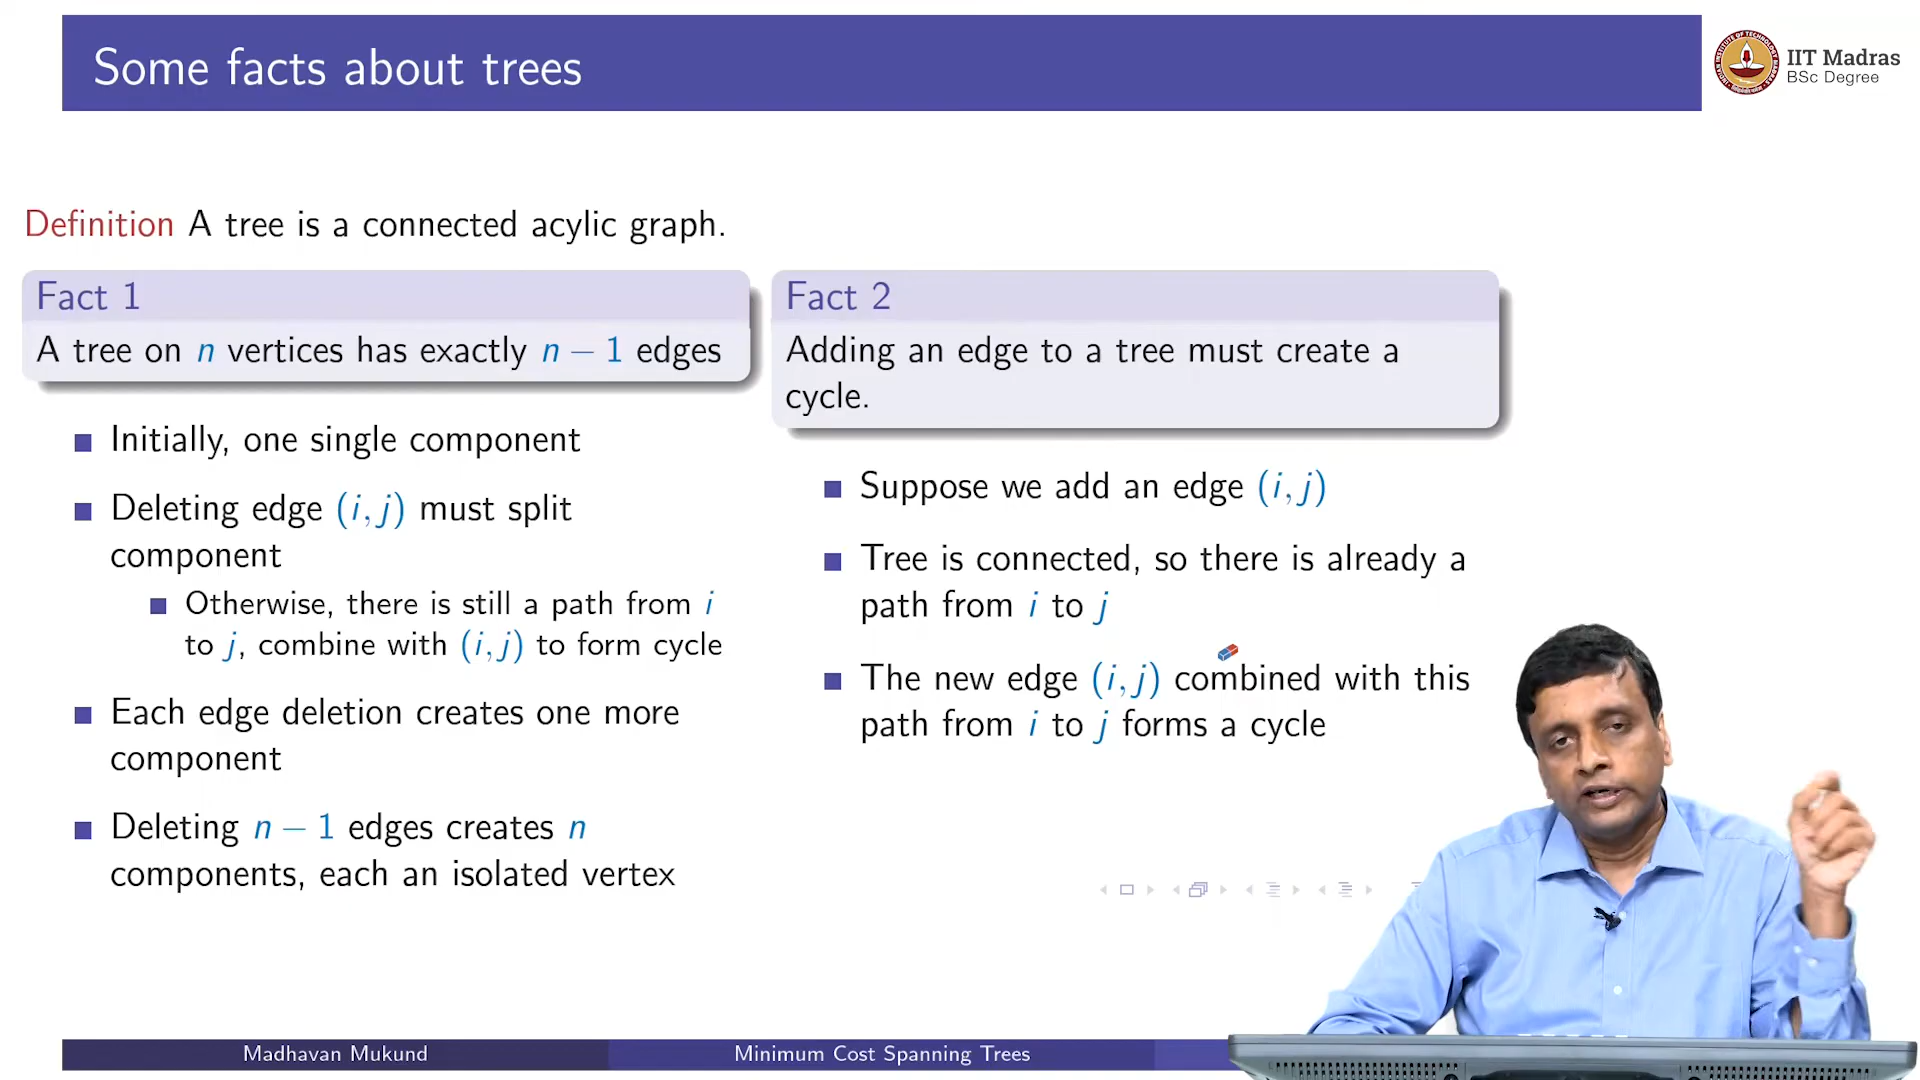 Some facts about trees
IIT Madras
BSc Degree
Definition A tree is a connected acylic graph.
Fact 1
A tree on n vertices has exactly n − 1 edges
Initially, one single component
Deleting edge (i, j) must split
component
Otherwise, there is still a path from i
to j, combine with (i, j) to form cycle
Each edge deletion creates one more
component
Deleting n − 1 edges creates n
components, each an isolated vertex
Fact 2
Adding an edge to a tree must create a
cycle.
Suppose we add an edge (i, j)
Tree is connected, so there is already a
path from i to j
The new edge (i, j) combined with this
path from i to j forms a cycle
Madhavan Mukund
Minimum Cost Spanning Trees